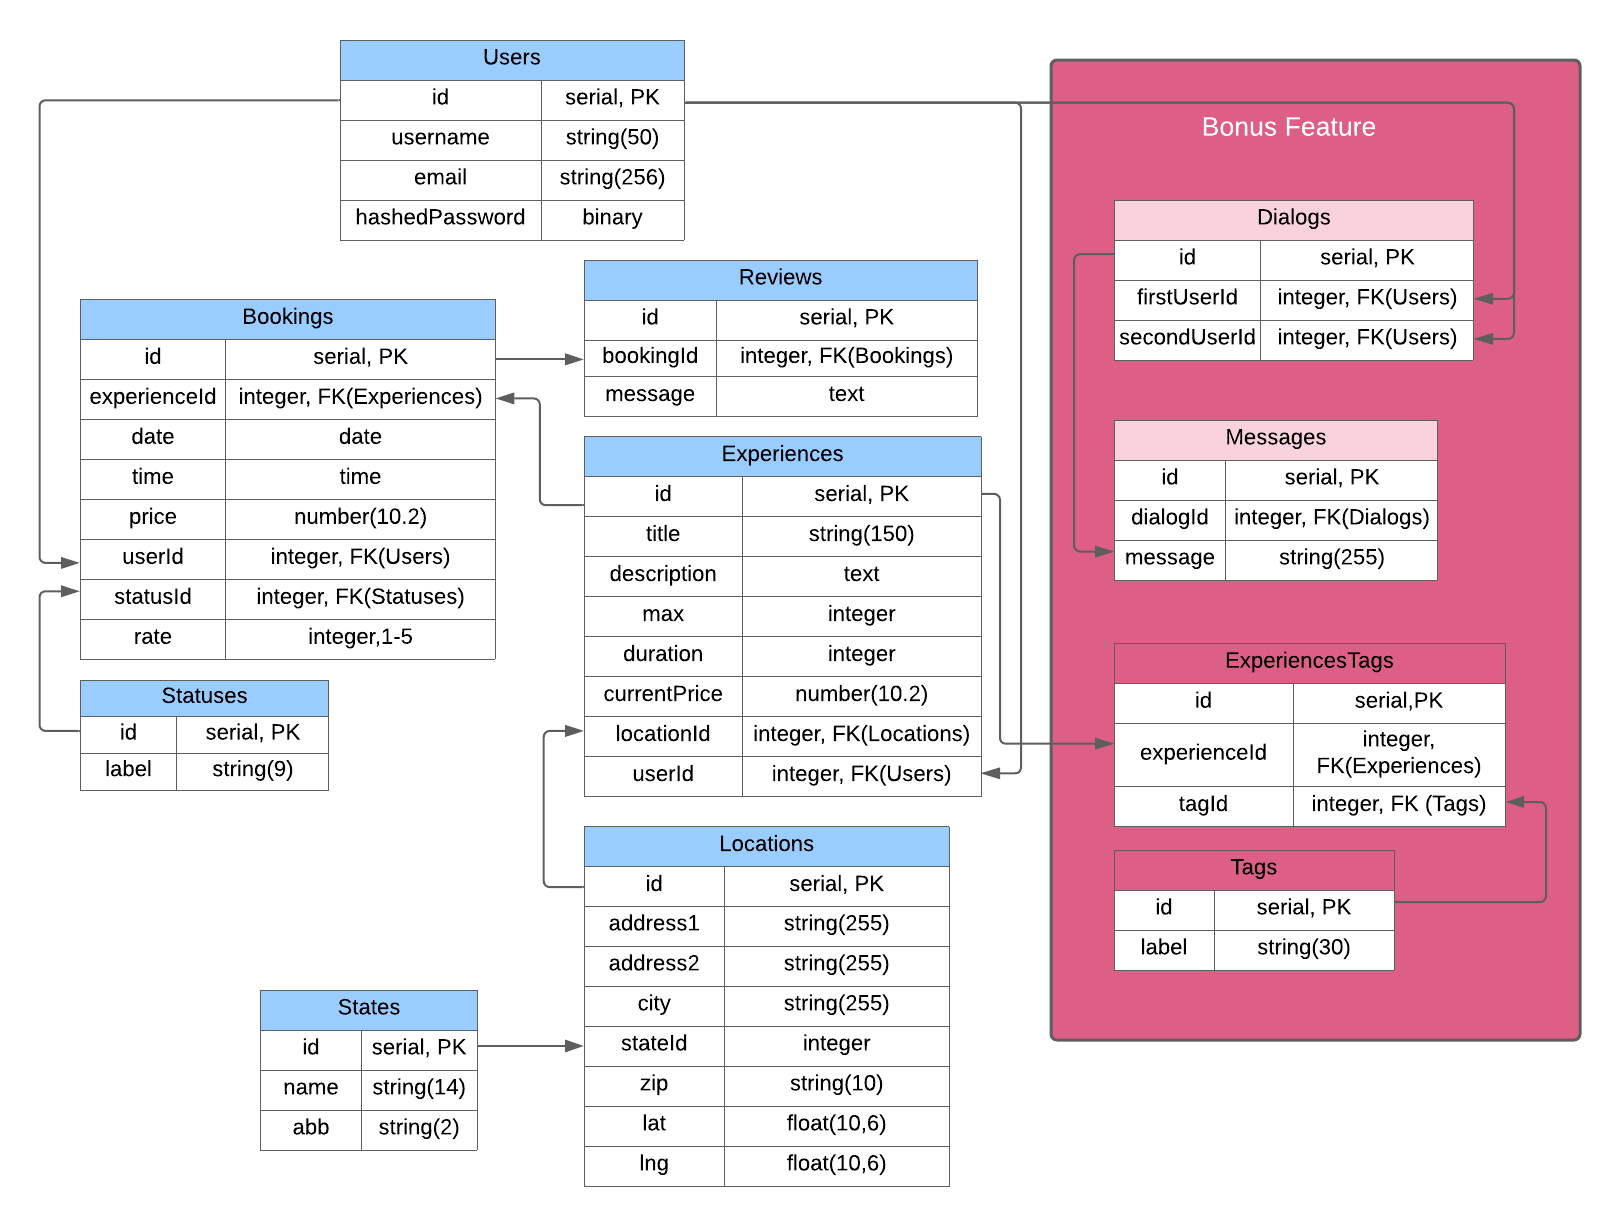 Users
id serial, PK
username string(50)
email string(256)
hashedPassword binary
Bonus Feature
Dialogs
id serial, PK
firstUserId integer, FK(Users)
secondUserId integer, FK(Users)
Reviews
id serial, PK
bookingId integer, FK(Bookings)
message text
Bookings
id serial, PK
experienceId integer, FK(Experiences)
date date
time time
price number(10.2)
userId integer, FK(Users)
statusId integer, FK(Statuses)
rate integer,1-5
Messages
id serial, PK
dialogId integer, FK(Dialogs)
message string(255)
Experiences
id serial, PK
title string(150)
description text
max integer
duration integer
currentPrice number(10.2)
locationId integer, FK(Locations)
userId integer, FK(Users)
ExperiencesTags
id serial,PK
experienceId integer,
FK(Experiences)
tagId integer, FK (Tags)
Statuses
id serial, PK
label string(9)
Locations
id serial, PK
address1 string(255)
address2 string(255)
city string(255)
stateId integer
zip string(10)
lat float(10,6)
lng float(10,6)
Tags
id serial, PK
label string(30)
States
id serial, PK
name string(14)
abb string(2)